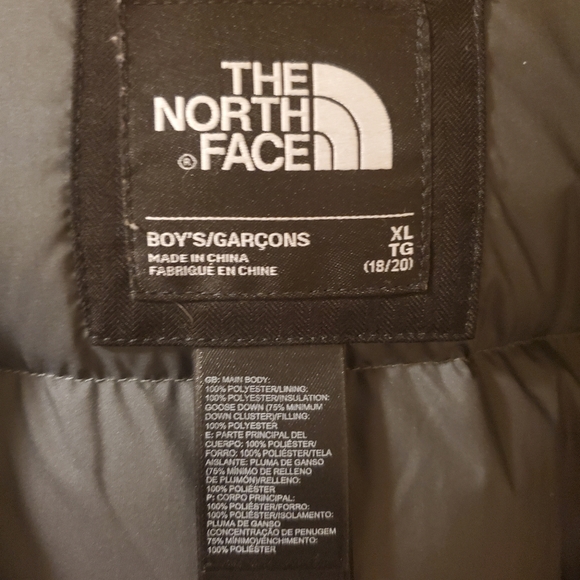 THE
NORTH
® FACE
BOY'S/GARÇONS XL
MADE IN CHINA TG
FABRIQUÉ EN CHINE (18/20)
GB: MAIN BODY:
100% POLYESTER/LINING:
100% POLYESTER/INSULATION:
GOOSE DOWN (75% MINIMUM
DOWN CLUSTER)/FILLING:
100% POLYESTER
E: PARTE PRINCIPAL DEL
CUERPO: 100% POLIÉSTER/
FORRO: 100% POLIÉSTER/TELA
AISLANTE: PLUMA DE GANSO
(75% MÍNIMO DE RELLENO
DE PLUMÓN)/RELLENO:
100% POLIÉSTER
P: CORPO PRINCIPAL:
100% POLIÉSTER/FORRO:
100% POLIÉSTER/ISOLAMENTO:
PLUMA DE GANSO
(CONCENTRAÇÃO DE PENUGEM
75% MÍNIMO)/ENCHIMENTO:
100% POLIÉSTER